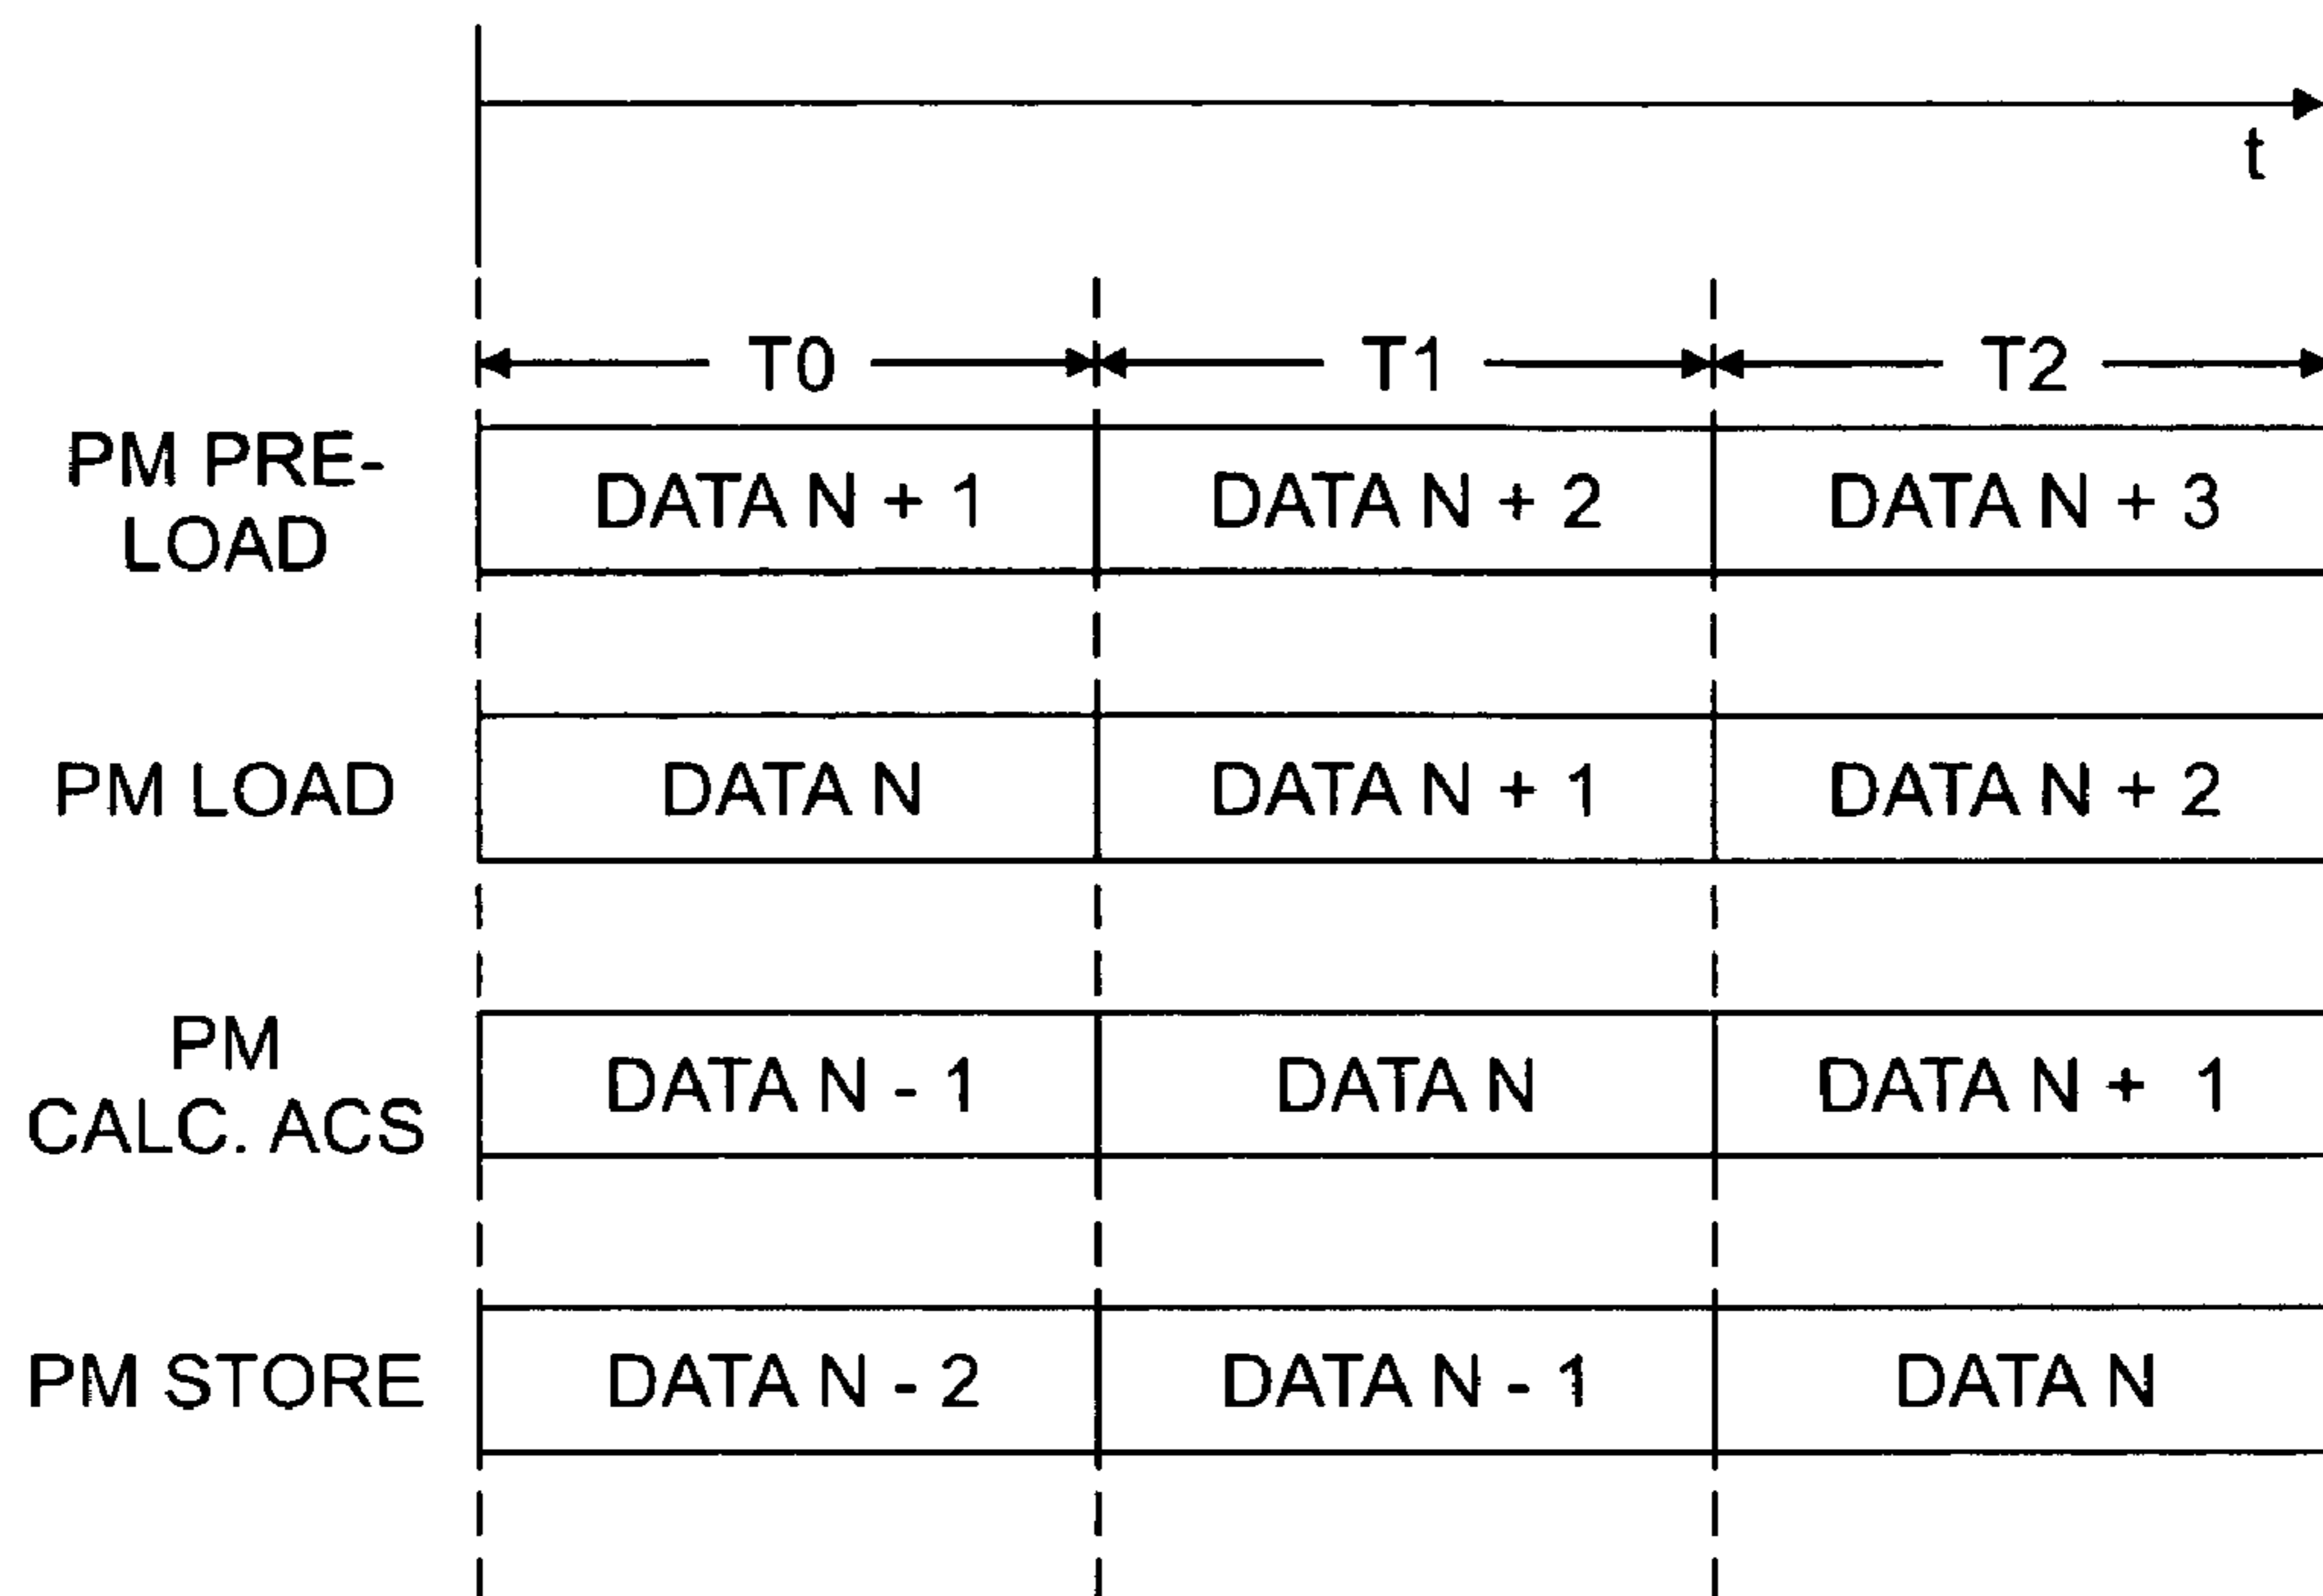 t
T0 T1 T2
PM PRE-
LOAD
DATA N + 1 DATA N + 2 DATA N + 3
PM LOAD DATA N DATA N + 1 DATA N + 2
PM
CALC. ACS
DATA N - 1 DATA N DATA N + 1
PM STORE DATA N - 2 DATA N - 1 DATA N